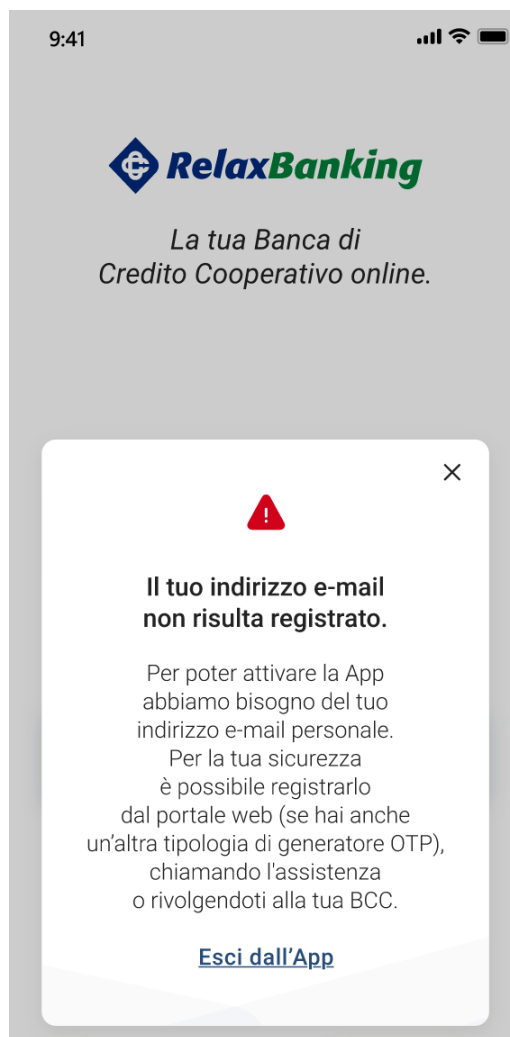 9:41
RelaxBanking
La tua Banca di
Credito Cooperativo online.
Il tuo indirizzo e-mail
non risulta registrato.
Per poter attivare la App
abbiamo bisogno del tuo
indirizzo e-mail personale.
Per la tua sicurezza
è possibile registrarlo
dal portale web (se hai anche
un’altra tipologia di generatore OTP),
chiamando l'assistenza
o rivolgendoti alla tua BCC.
Esci dall’App